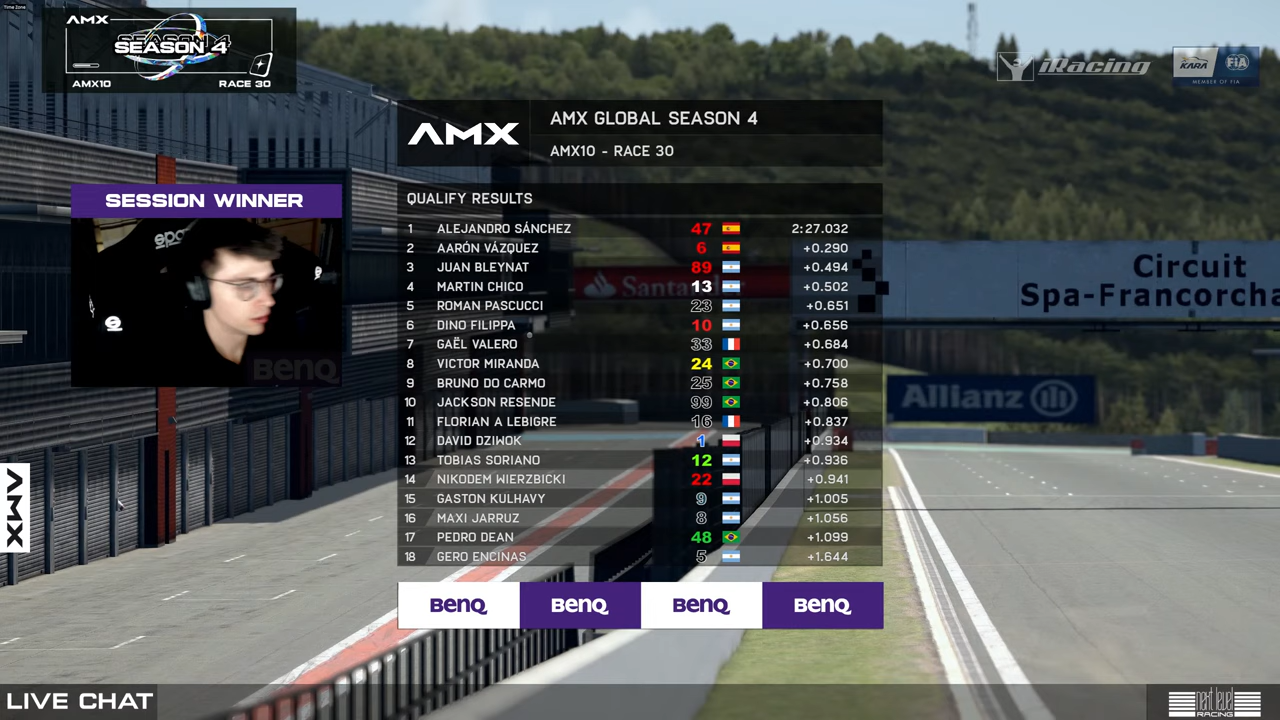 Time Zone
AMX
SEASON 4
AMX10 RACE 30
iRacing
KARA FIA
MEMBER OF FIA
AMX
AMX GLOBAL SEASON 4
AMX10 - RACE 30
SESSION WINNER
BenQ
QUALIFY RESULTS
1 ALEJANDRO SÁNCHEZ 47 2:27.032
2 AARÓN VÁZQUEZ 6 +0.290
3 JUAN BLEYNAT 89 +0.494
4 MARTIN CHICO 13 +0.502
5 ROMAN PASCUCCI 23 +0.651
6 DINO FILIPPA 10 +0.656
7 GAËL VALERO 33 +0.684
8 VICTOR MIRANDA 24 +0.700
9 BRUNO DO CARMO 25 +0.758
10 JACKSON RESENDE 99 +0.806
11 FLORIAN A LEBIGRE 16 +0.837
12 DAVID DZIWOK 1 +0.934
13 TOBIAS SORIANO 12 +0.936
14 NIKODEM WIERZBICKI 22 +0.941
15 GASTON KULHAVY 9 +1.005
16 MAXI JARRUZ 8 +1.056
17 PEDRO DEAN 48 +1.099
18 GERO ENCINAS 5 +1.644
Santander
Circuit
Spa-Francorcha
Allianz
AMX
BenQ BenQ BenQ BenQ
LIVE CHAT
next level
RACING